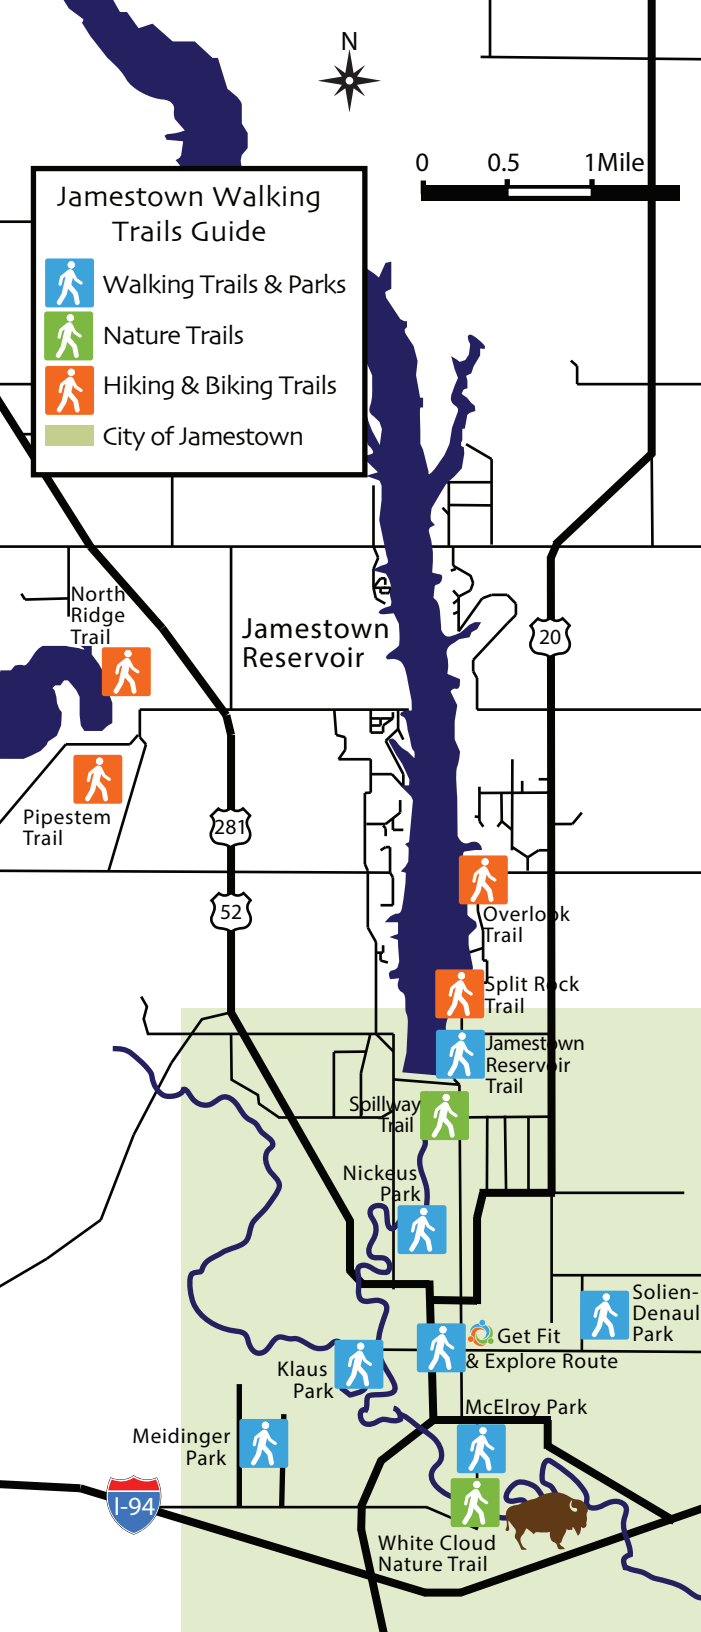 N
0 0.5 1Mile
Jamestown Walking
Trails Guide
Walking Trails & Parks
Nature Trails
Hiking & Biking Trails
City of Jamestown
North
Ridge
Trail
Jamestown
Reservoir
20
Pipestem
Trail
281
52
Overlook
Trail
Split Rock
Trail
Jamestown
Reservoir
Trail
Spillway
Trail
Nickeus
Park
Solien-
Denaul
Park
Get Fit
& Explore Route
Klaus
Park
McElroy Park
Meidinger
Park
I-94
White Cloud
Nature Trail